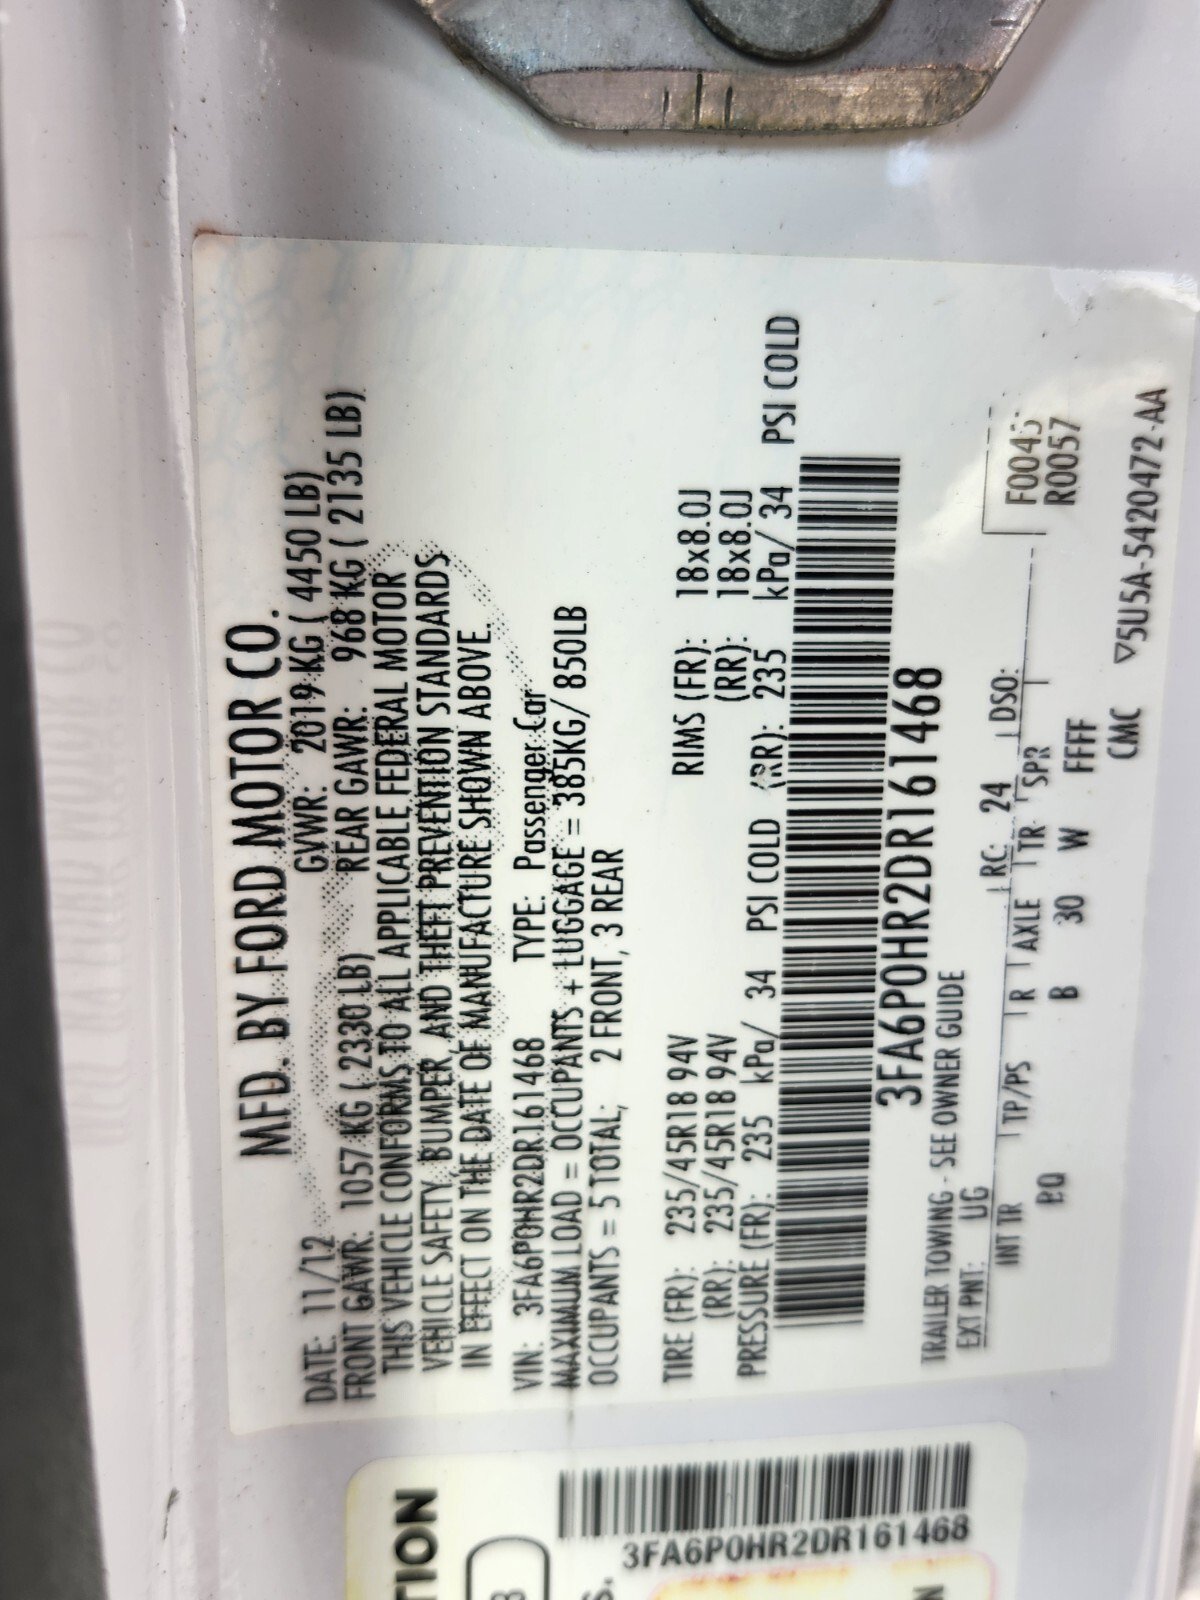 MFD. BY FORD MOTOR CO.
DATE: 11/12 GVWR: 2019 KG ( 4450 LB)
FRONT GAWR: 1057 KG ( 2330 LB) REAR GAWR: 968 KG ( 2135 LB)
THIS VEHICLE CONFORMS TO ALL APPLICABLE FEDERAL MOTOR
VEHICLE SAFETY, BUMPER, AND THEFT PREVENTION STANDARDS
IN EFFECT ON THE DATE OF MANUFACTURE SHOWN ABOVE.
VIN: 3FA6P0HR2DR161468 TYPE: Passenger Car
MAXIMUM LOAD = OCCUPANTS + LUGGAGE = 385KG/ 850LB
OCCUPANTS = 5 TOTAL, 2 FRONT, 3 REAR
TIRE (FR): 235/45R18 94V RIMS (FR): 18x8.0J
(RR): 235/45R18 94V (RR): 18x8.0J
PRESSURE (FR): 235 kPa/ 34 PSI COLD (RR): 235 kPa/ 34 PSI COLD
3FA6P0HR2DR161468
TRAILER TOWING - SEE OWNER GUIDE
EXT PNT: UG RC: 24 DSO:
F0045
R0057
INT TR TP/PS R AXLE TR SPR
B 30 W FFFF
CMC ▽5U5A-5420472-AA
TION
3FA6P0HR2DR161468